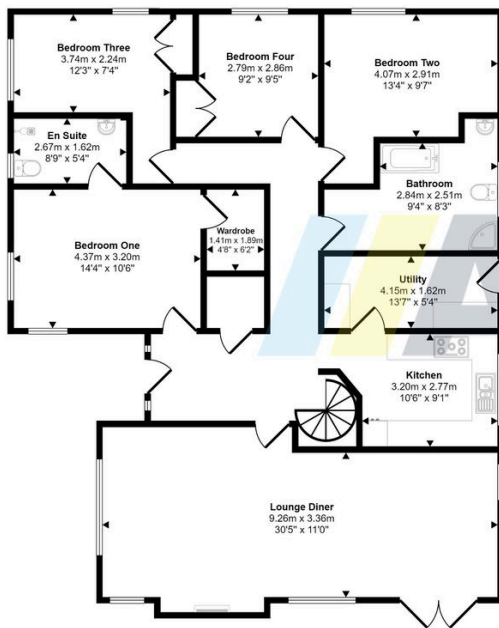 Bedroom Three
3.74m x 2.24m
12'3" x 7'4"
Bedroom Four
2.79m x 2.86m
9'2" x 9'5"
Bedroom Two
4.07m x 2.91m
13'4" x 9'7"
En Suite
2.67m x 1.62m
8'9" x 5'4"
Bathroom
2.84m x 2.51m
9'4" x 8'3"
Bedroom One
4.37m x 3.20m
14'4" x 10'6"
Wardrobe
1.41m x 1.89m
4'8" x 6'2"
Utility
4.15m x 1.62m
13'7" x 5'4"
Kitchen
3.20m x 2.77m
10'6" x 9'1"
Lounge Diner
9.26m x 3.36m
30'5" x 11'0"